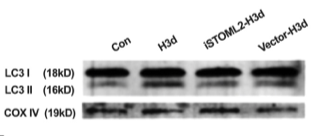 Con H3d iSTOML2-H3d Vector-H3d
LC3 I (18kD)
LC3 II (16kD)
COX IV (19kD)